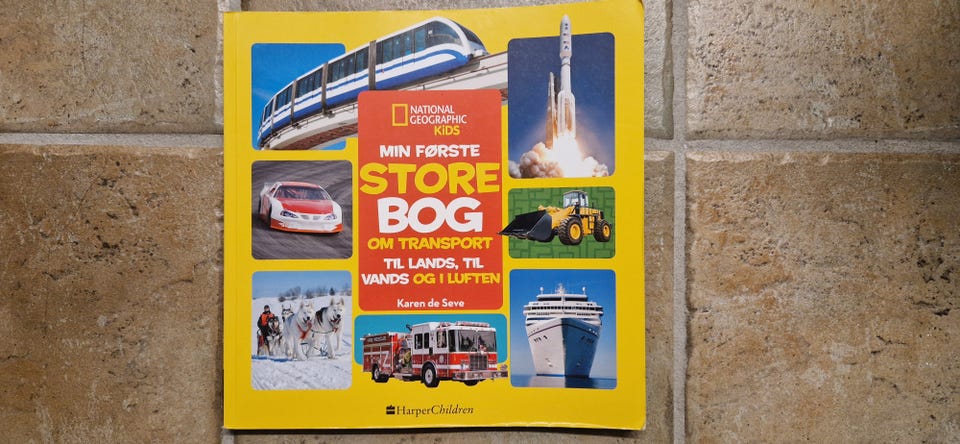 NATIONAL
GEOGRAPHIC
KiDS
MIN FØRSTE
STORE
BOG
OM TRANSPORT
TIL LANDS, TIL
VANDS OG I LUFTEN
Karen de Seve
HarperChildren